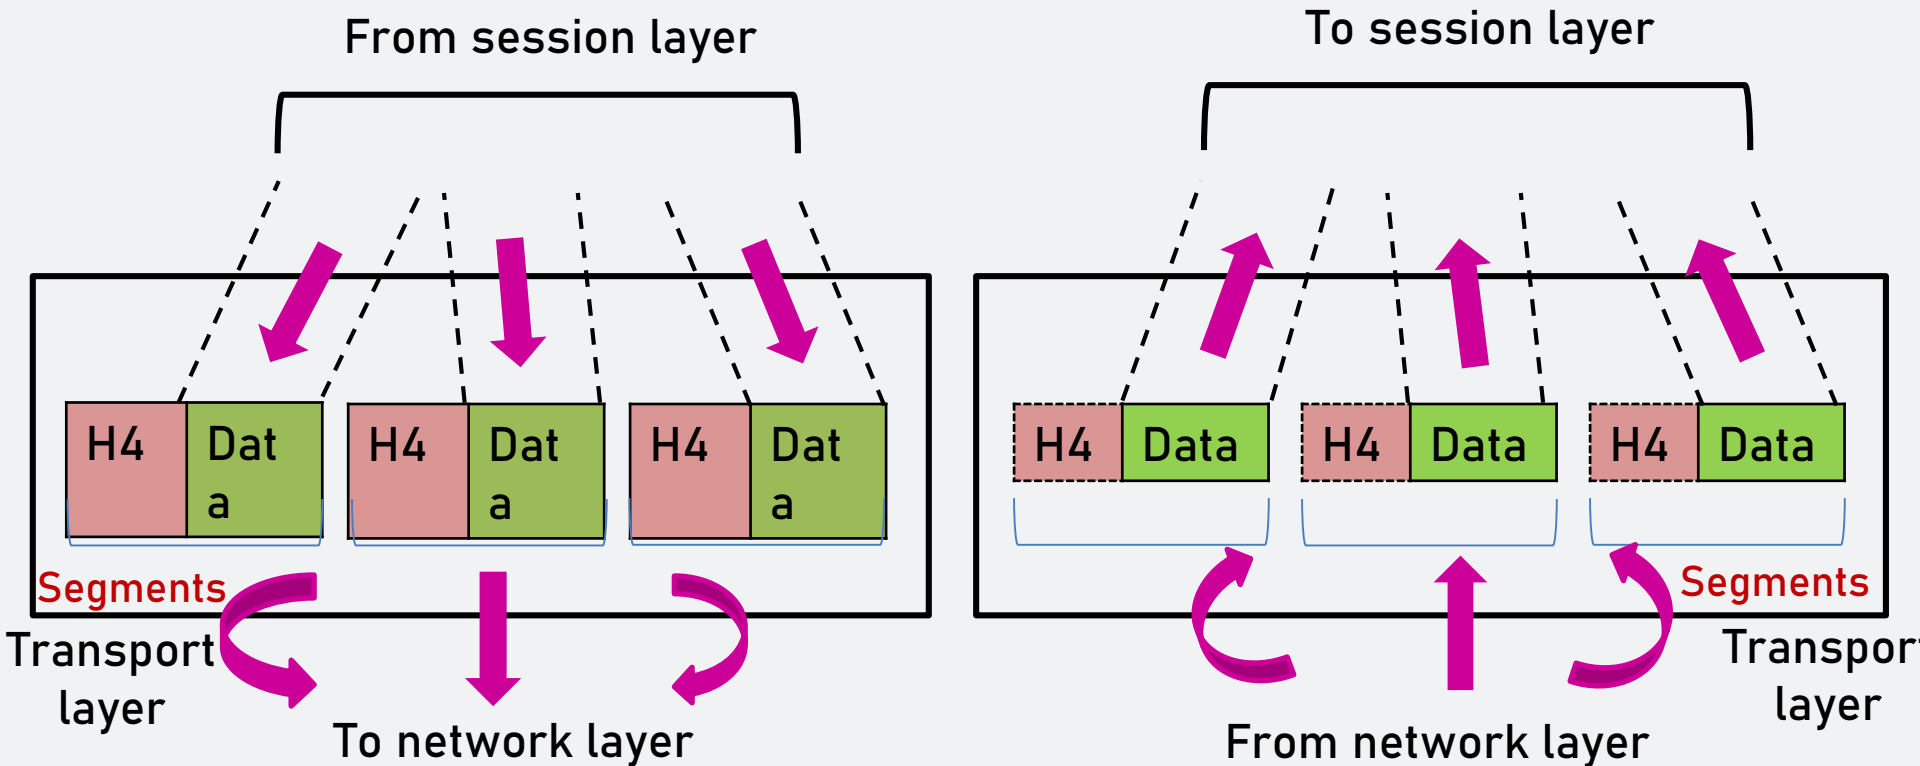 From session layer
H4
Dat
a
H4
Dat
a
H4
Dat
a
Segments
Transport
layer
To network layer
To session layer
H4
Data
H4
Data
H4
Data
Segments
Transport
layer
From network layer